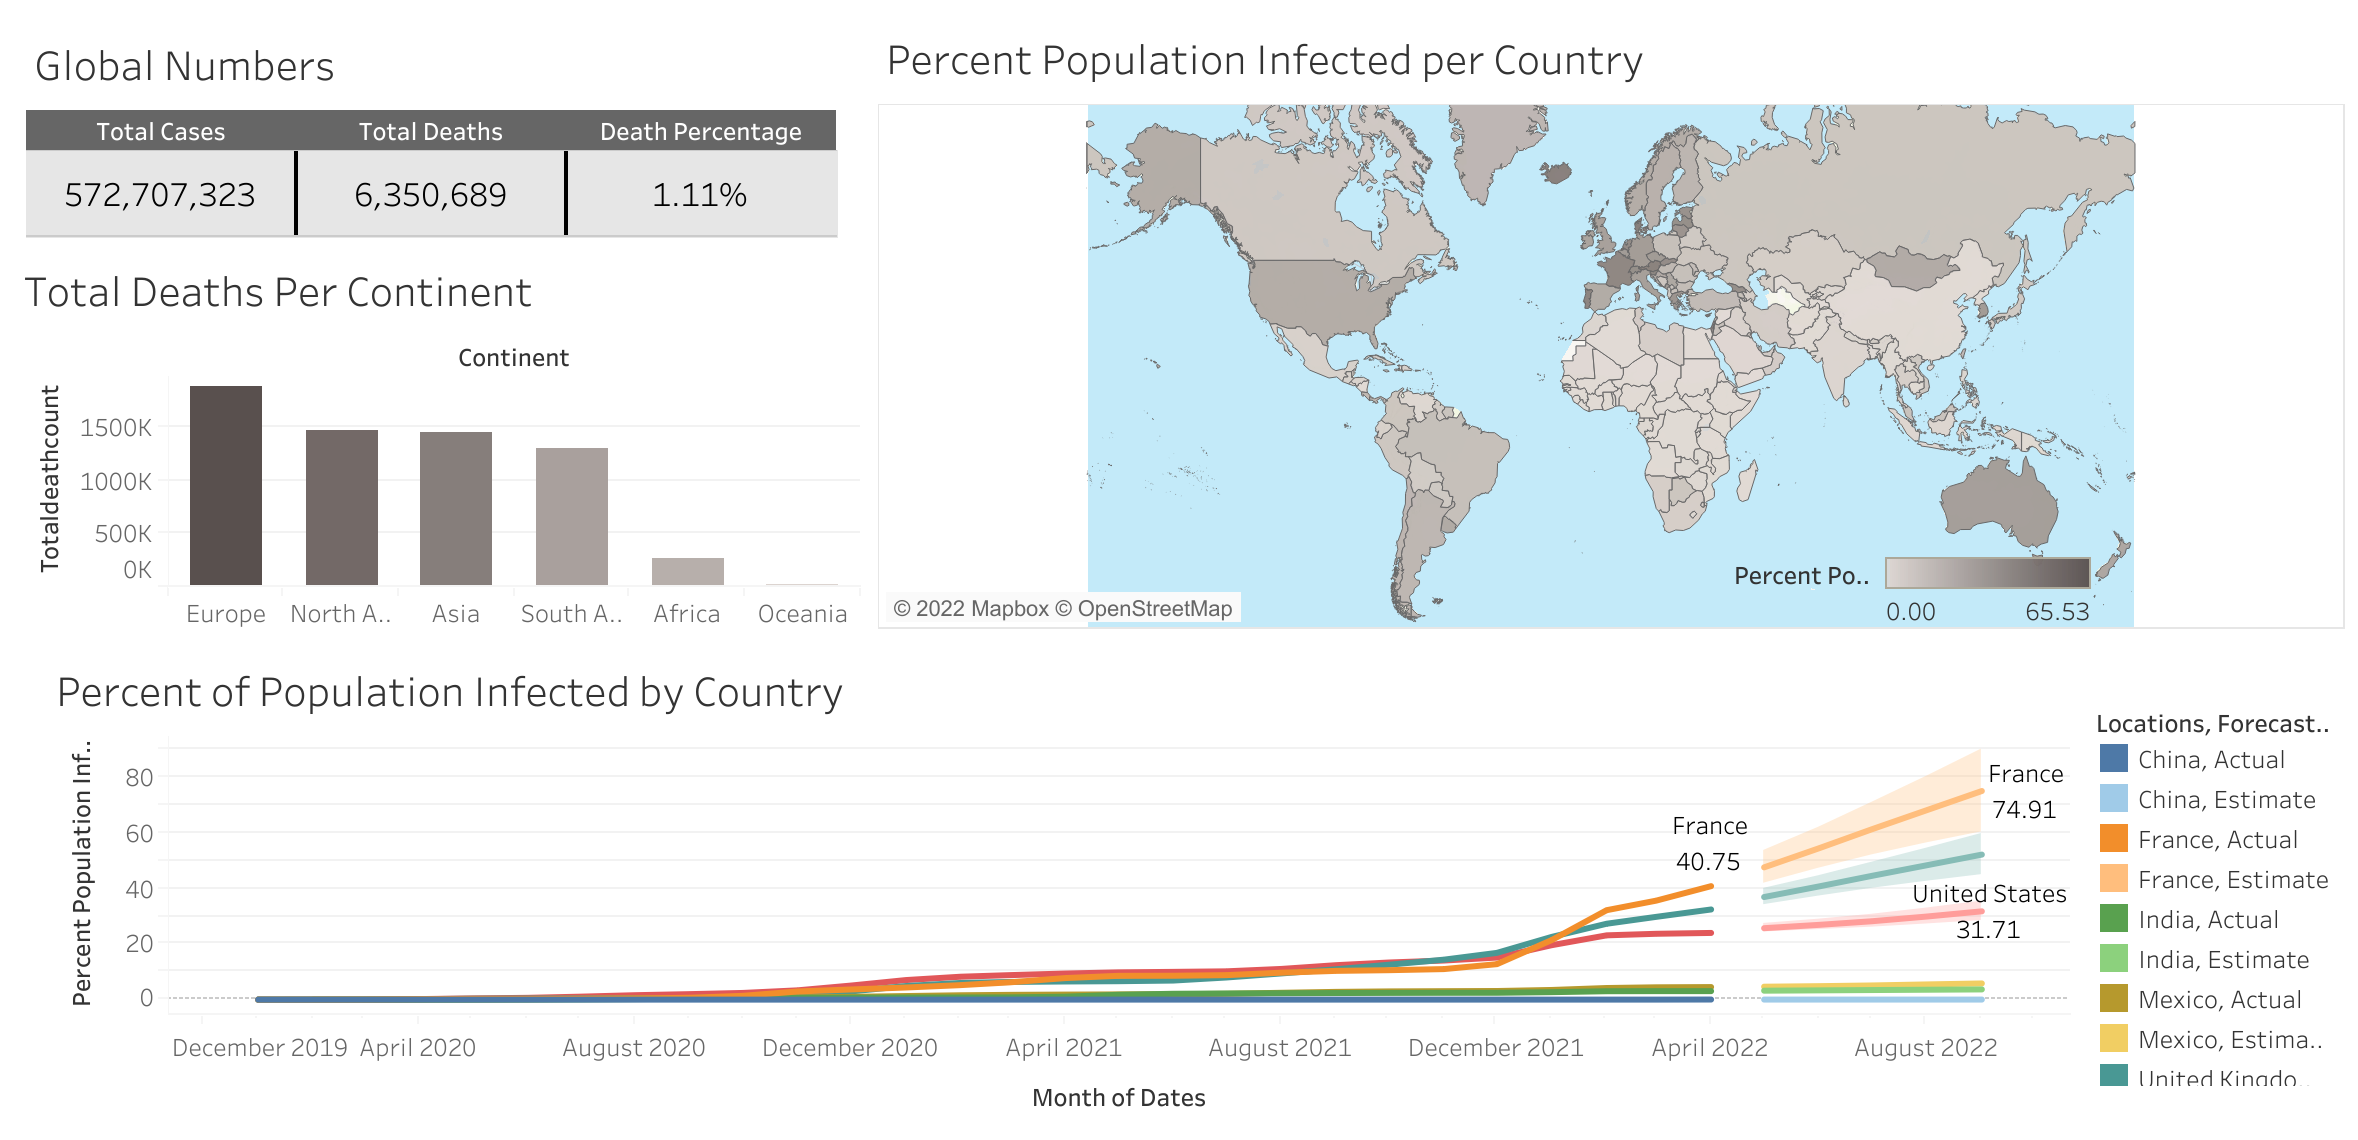 Global Numbers
Total Cases Total Deaths Death Percentage
572,707,323 6,350,689 1.11%
Total Deaths Per Continent
Continent
Totaldeathcount
1500K
1000K
500K
0K
Europe North A.. Asia South A.. Africa Oceania
Percent Population Infected per Country
Percent Po..
0.00 65.53
© 2022 Mapbox © OpenStreetMap
Percent of Population Infected by Country
Percent Population Inf..
80
60
40
20
0
France
40.75
France
74.91
United States
31.71
December 2019 April 2020 August 2020 December 2020 April 2021 August 2021 December 2021 April 2022 August 2022
Month of Dates
Locations, Forecast..
China, Actual
China, Estimate
France, Actual
France, Estimate
India, Actual
India, Estimate
Mexico, Actual
Mexico, Estima..
United Kingdo..